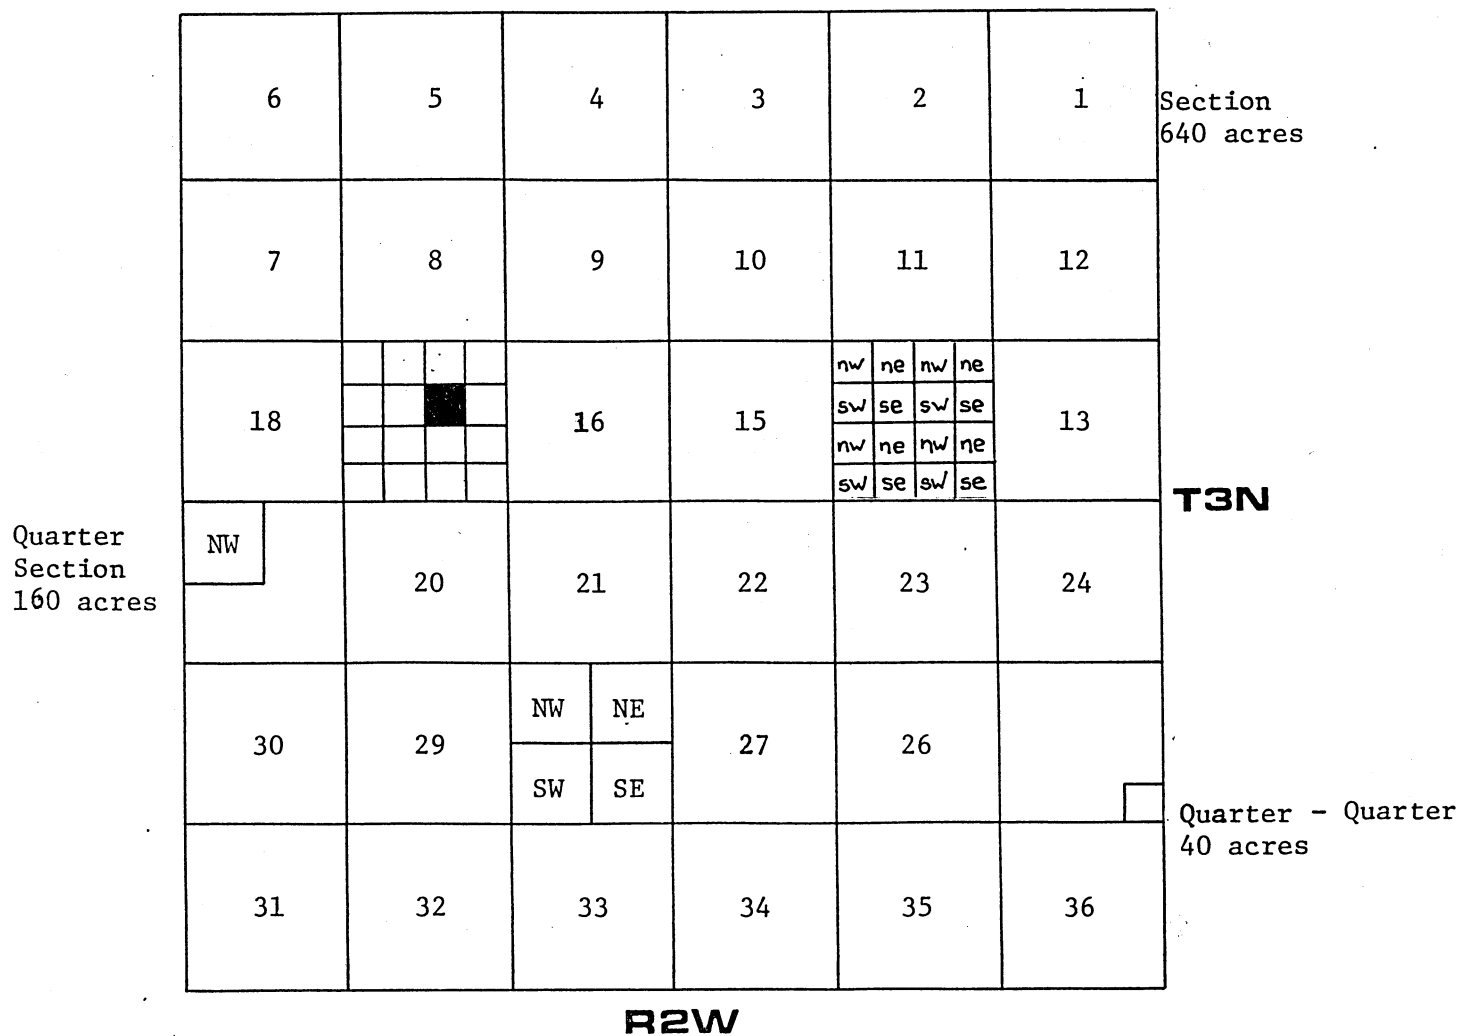 6 5 4 3 2 1
Section
640 acres
7 8 9 10 11 12
nw ne nw ne
sw se sw se
18 16 15 13
nw ne nw ne
sw se sw se
T3N
Quarter
Section
160 acres
NW
20 21 22 23 24
NW NE
30 29 27 26
SW SE
Quarter - Quarter
40 acres
31 32 33 34 35 36
R2W